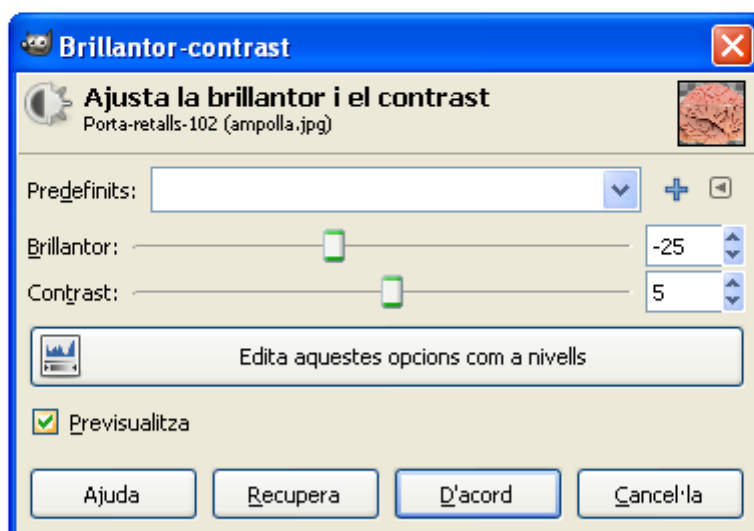 Brillantor-contrast
Ajusta la brillantor i el contrast
Porta-retalls-102 (ampolla.jpg)
Predefinits:
Brillantor: -25
Contrast: 5
Edita aquestes opcions com a nivells
Previsualitza
Ajuda Recupera D'acord Cancel·la